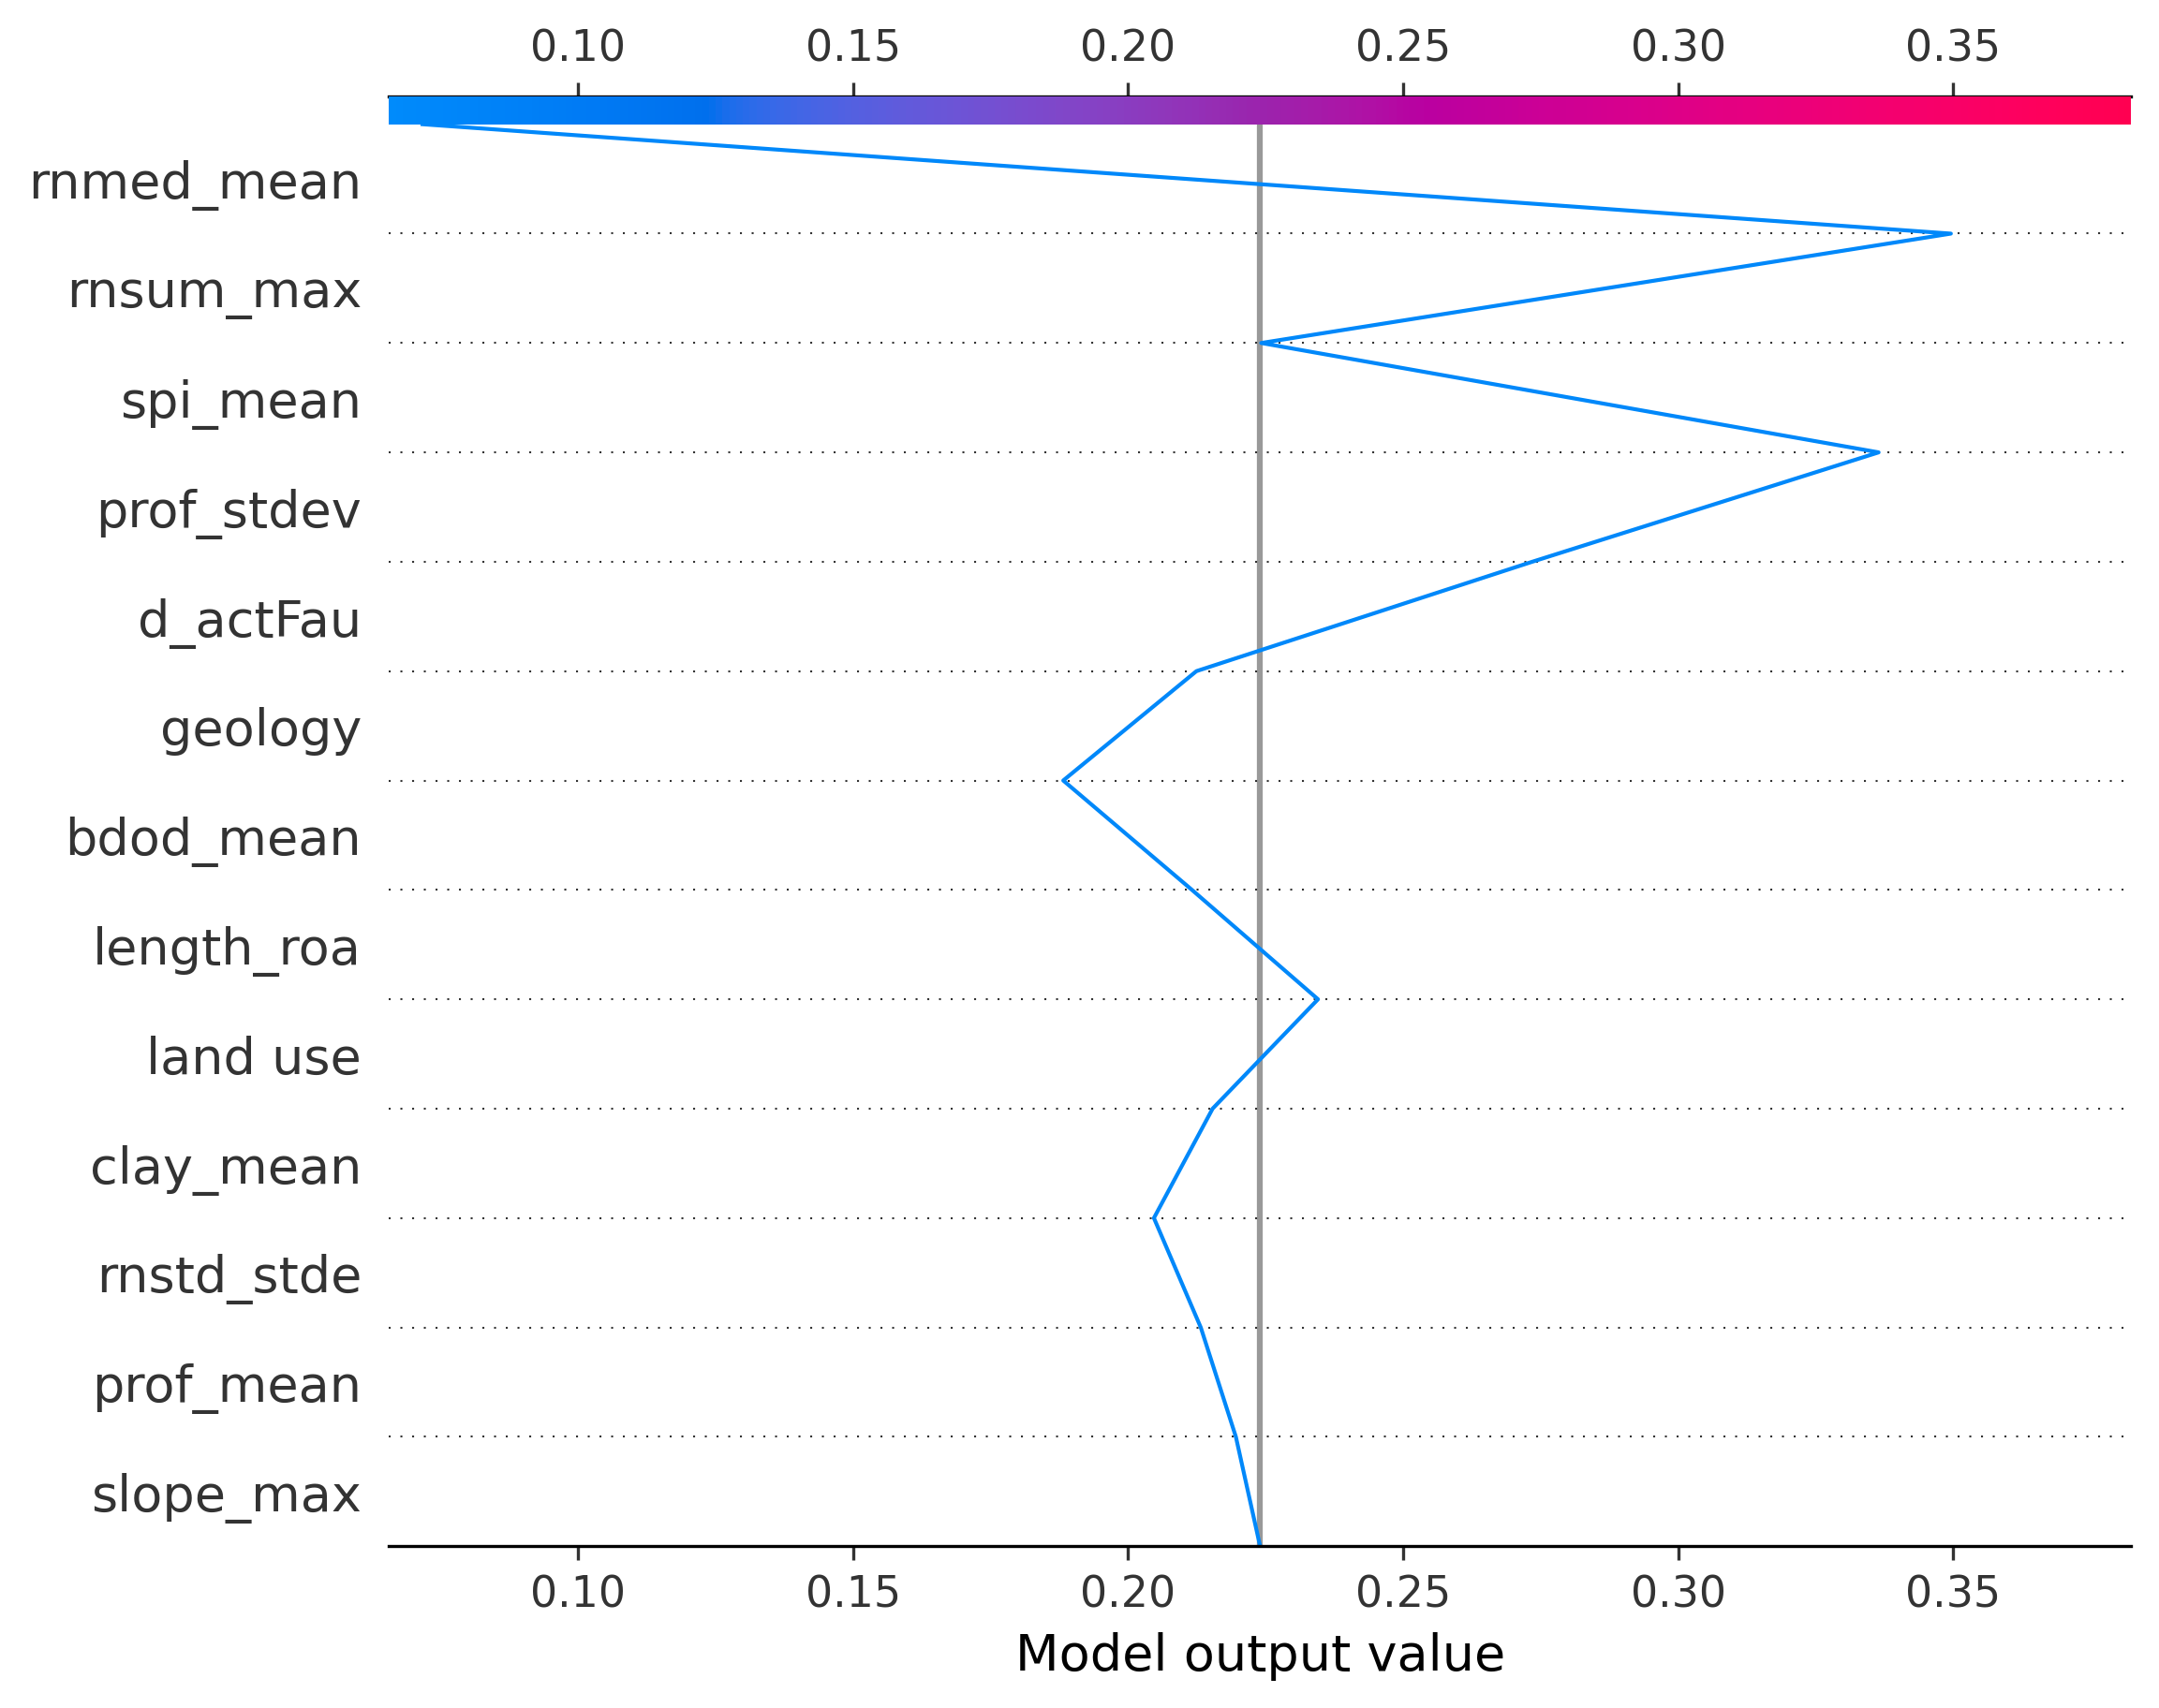 0.10 0.15 0.20 0.25 0.30 0.35
rnmed_mean
rnsum_max
spi_mean
prof_stdev
d_actFau
geology
bdod_mean
length_roa
land use
clay_mean
rnstd_stde
prof_mean
slope_max
0.10 0.15 0.20 0.25 0.30 0.35
Model output value